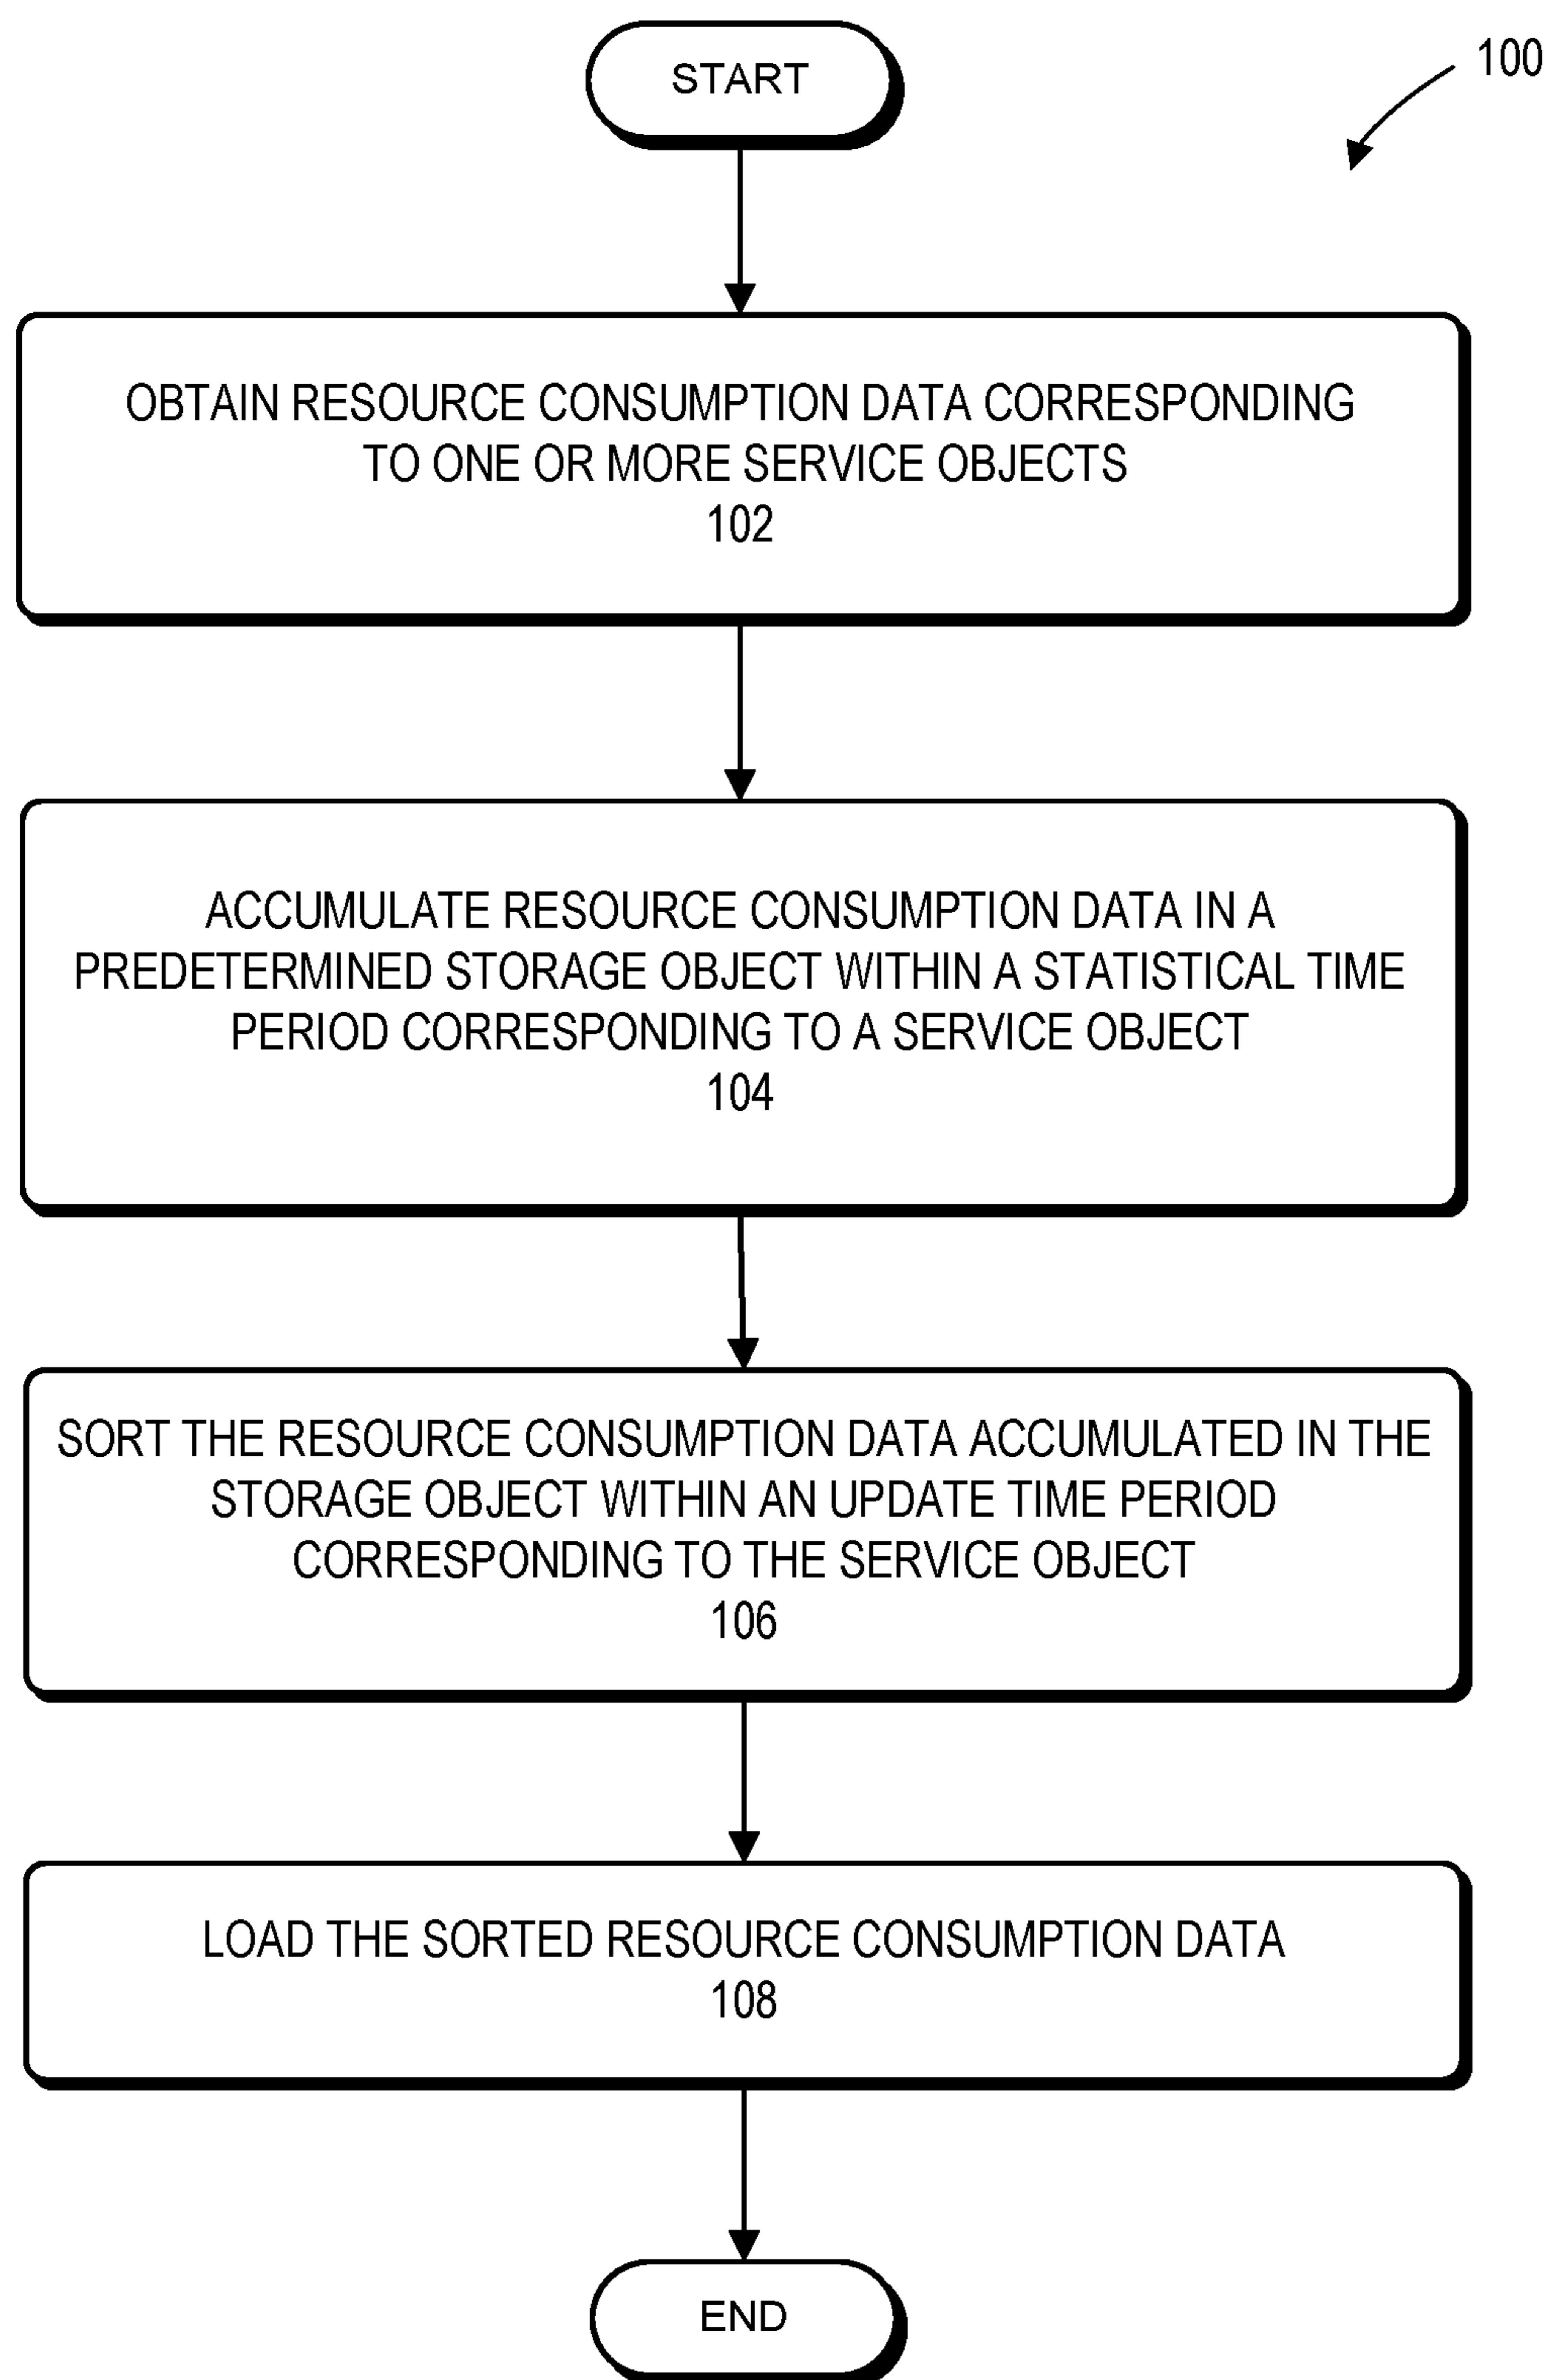 START
100
OBTAIN RESOURCE CONSUMPTION DATA CORRESPONDING
TO ONE OR MORE SERVICE OBJECTS
102
ACCUMULATE RESOURCE CONSUMPTION DATA IN A
PREDETERMINED STORAGE OBJECT WITHIN A STATISTICAL TIME
PERIOD CORRESPONDING TO A SERVICE OBJECT
104
SORT THE RESOURCE CONSUMPTION DATA ACCUMULATED IN THE
STORAGE OBJECT WITHIN AN UPDATE TIME PERIOD
CORRESPONDING TO THE SERVICE OBJECT
106
LOAD THE SORTED RESOURCE CONSUMPTION DATA
108
END